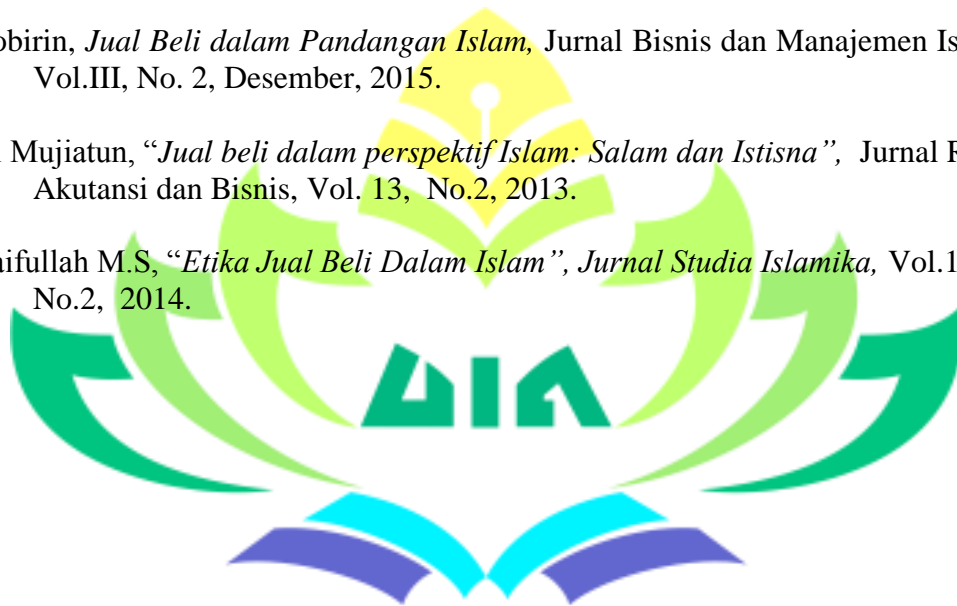 obirin, Jual Beli dalam Pandangan Islam, Jurnal Bisnis dan Manajemen Is
Vol.III, No. 2, Desember, 2015.
Mujiatun, “Jual beli dalam perspektif Islam: Salam dan Istisna”, Jurnal R
Akutansi dan Bisnis, Vol. 13, No.2, 2013.
aifullah M.S, “Etika Jual Beli Dalam Islam”, Jurnal Studia Islamika, Vol.1
No.2, 2014.